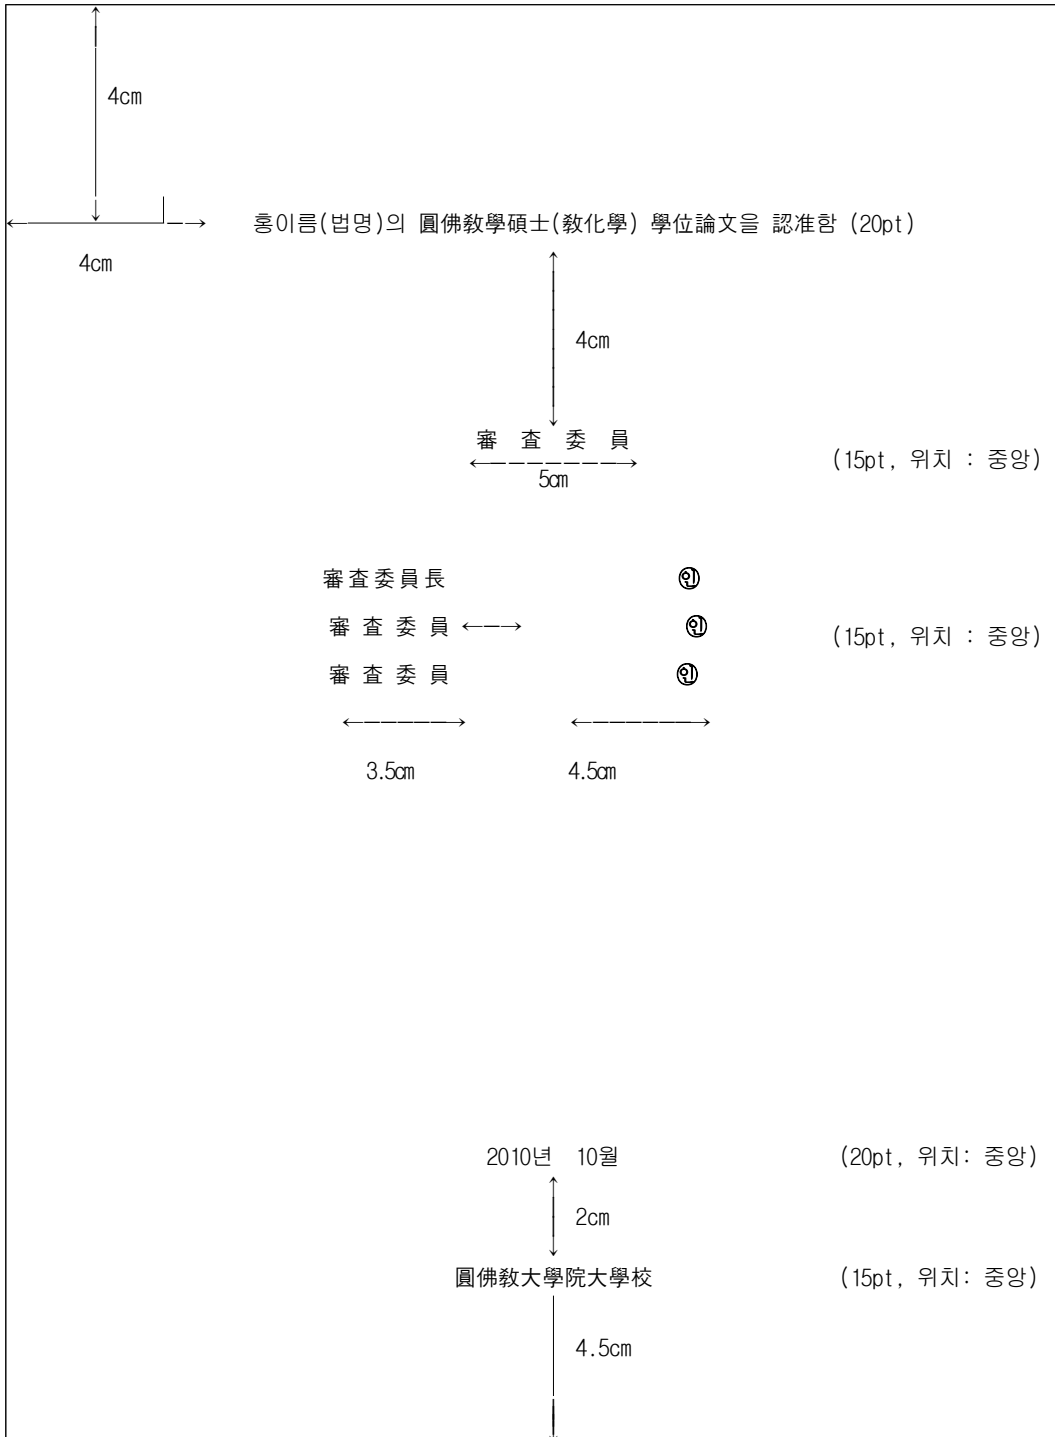 4cm
홍이름(법명)의 圓佛敎學碩士(敎化學) 學位論文을 認准함 (20pt)
4cm
4cm
審 査 委 員
(15pt, 위치 : 중앙)
5㎝
審査委員長 ㊞
審 査 委 員 ㊞
(15pt, 위치 : 중앙)
審 査 委 員 ㊞
3.5㎝ 4.5㎝
2010년 10월 (20pt, 위치: 중앙)
2cm
圓佛敎大學院大學校 (15pt, 위치: 중앙)
4.5cm